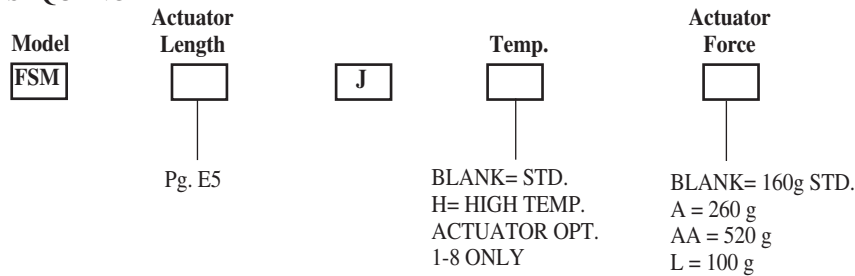 Actuator Actuator
Model Length Temp. Force
FSM J
Pg. E5 BLANK= STD. BLANK= 160g STD.
H= HIGH TEMP. A = 260 g
ACTUATOR OPT. AA = 520 g
1-8 ONLY L = 100 g